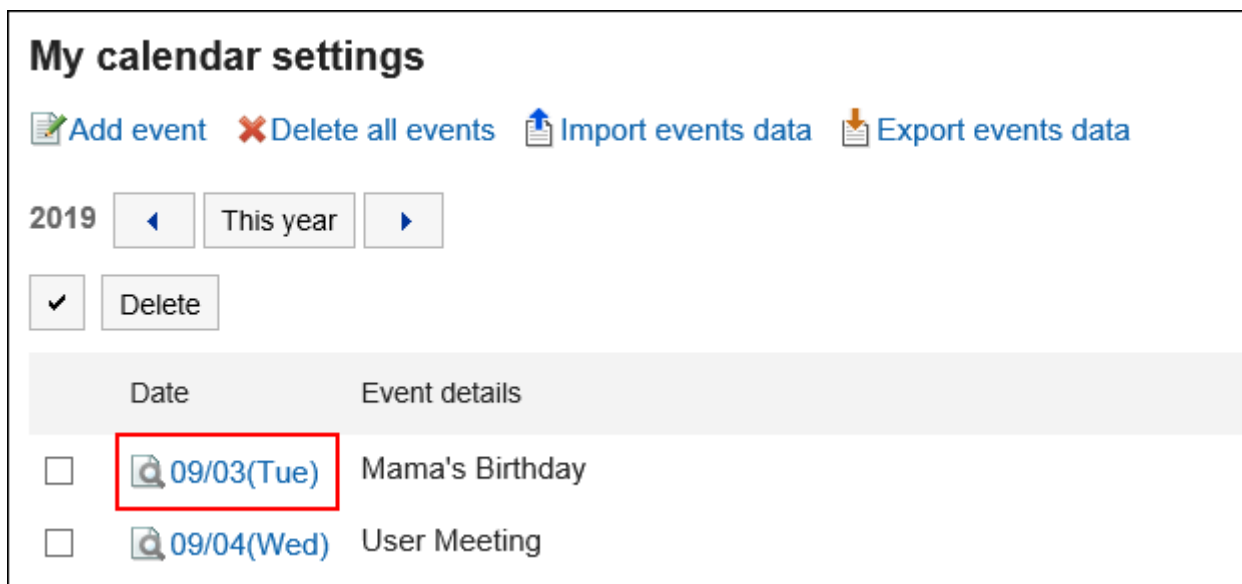 My calendar settings
Add event Delete all events Import events data Export events data
2019 This year
Delete
Date Event details
09/03(Tue) Mama's Birthday
09/04(Wed) User Meeting